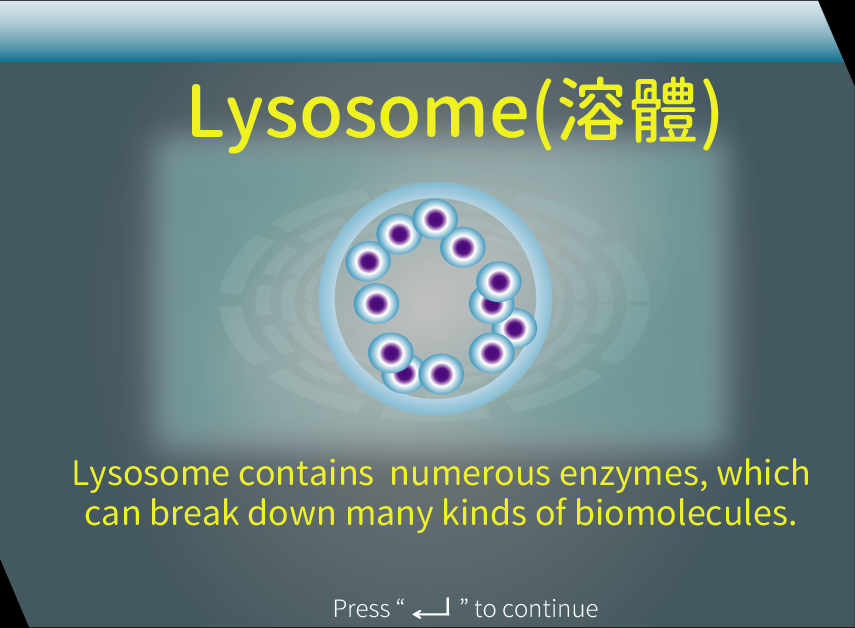 Lysosome(溶體)
Lysosome contains  numerous enzymes, which
can break down many kinds of biomolecules.
Press “ ↵ ” to continue